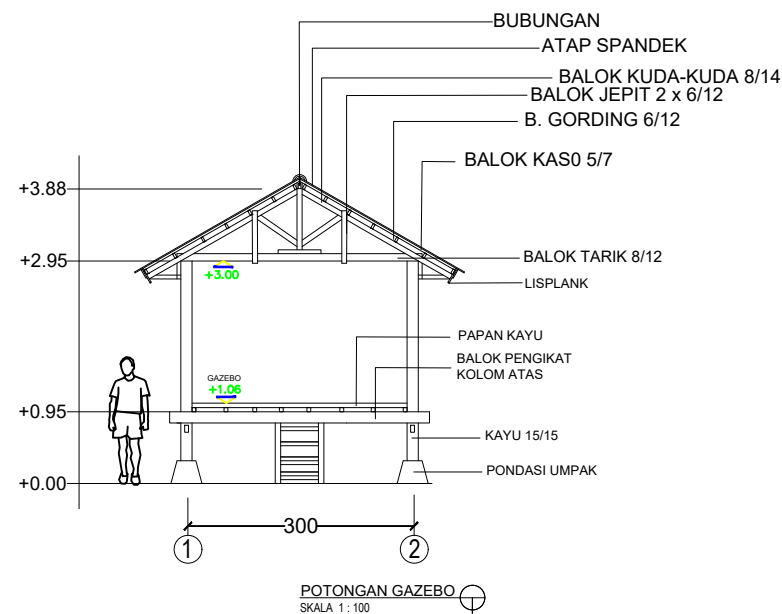 BUBUNGAN
ATAP SPANDEK
BALOK KUDA-KUDA 8/14
BALOK JEPIT 2 x 6/12
B. GORDING 6/12
BALOK KAS0 5/7
+3.88
+2.95
BALOK TARIK 8/12
+3.00
LISPLANK
PAPAN KAYU
BALOK PENGIKAT
KOLOM ATAS
GAZEBO
+1.06
+0.95
KAYU 15/15
PONDASI UMPAK
+0.00
300
1
2
POTONGAN GAZEBO
SKALA 1 : 100